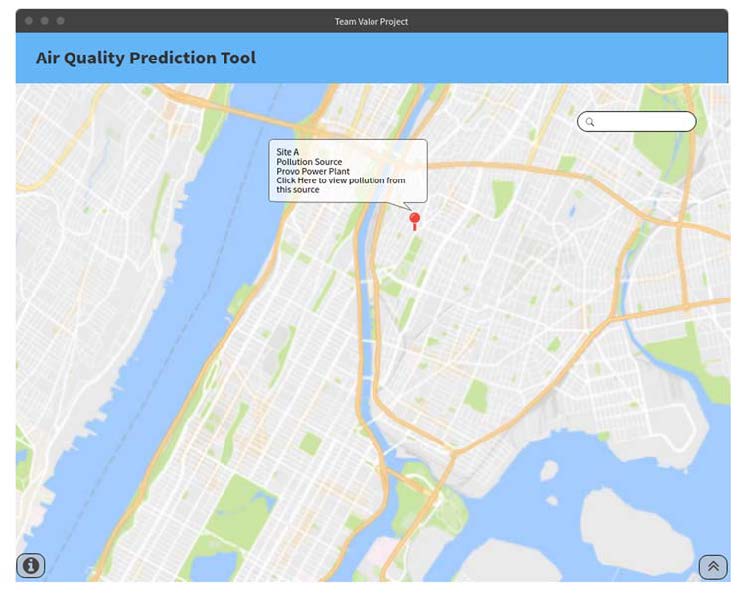 Team Valor Project
Air Quality Prediction Tool
Site A
Pollution Source
Provo Power Plant
Click Here to view pollution from
this source